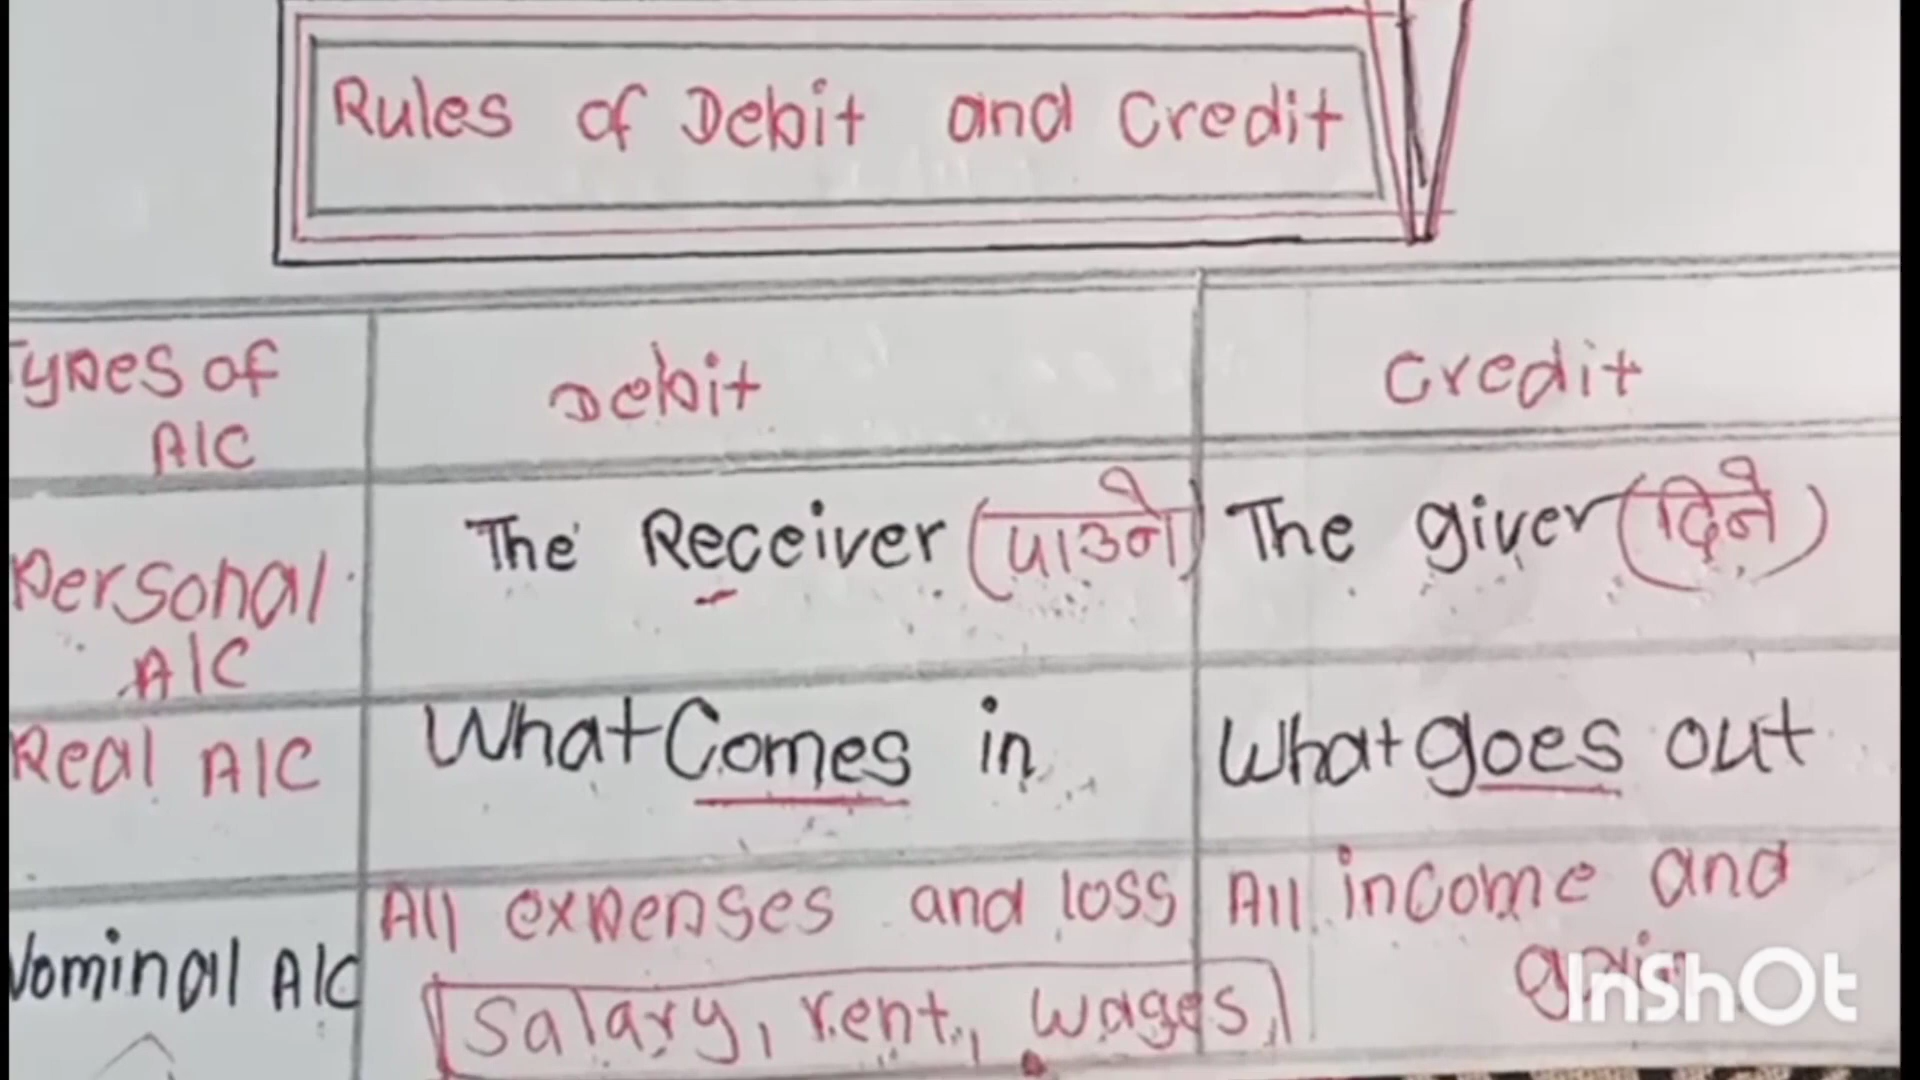 Rules of Debit and Credit
Types of A/C
Debit
Credit
Personal A/C
The Receiver (पाउने)
The giver (दिने)
Real A/C
What Comes in
What goes out
Nominal A/C
All expenses and loss
Salary, rent, wages,
All income and
gain
InShOt